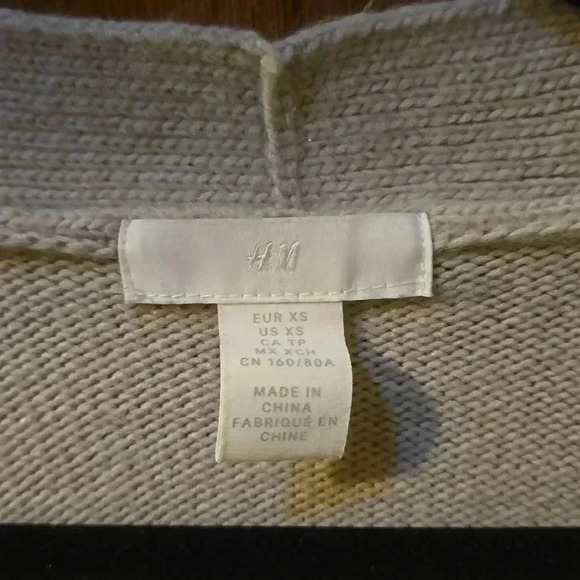 H&M
EUR XS
US XS
CA TP
MX XCH
CN 160/80A
MADE IN
CHINA
FABRIQUÉ EN
CHINE